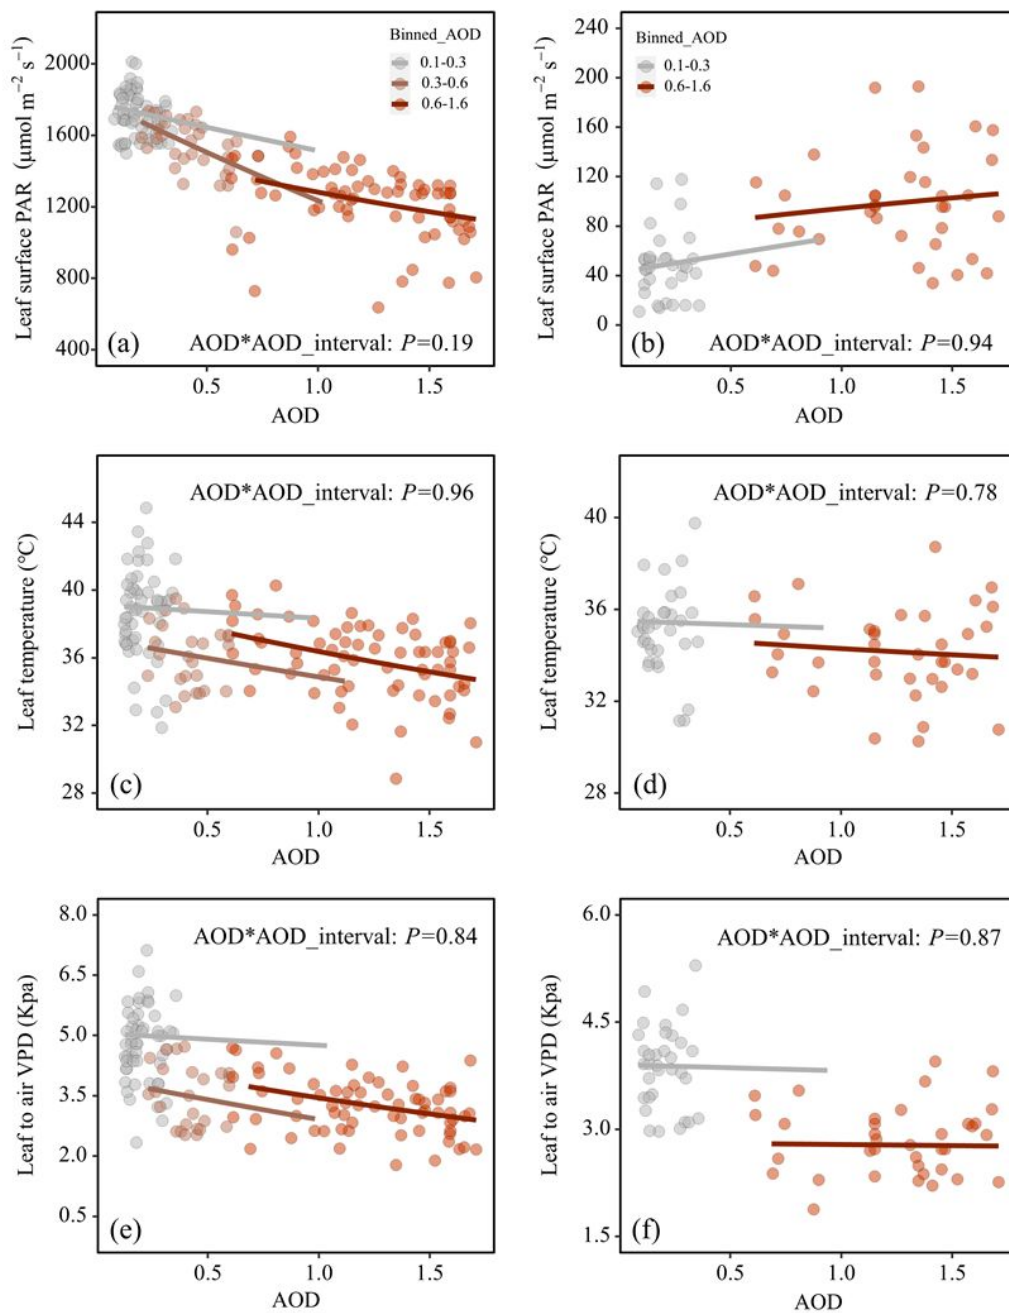 Leaf surface PAR (μmol m−2 s−1)
2000
1600
1200
800
400
Binned_AOD
0.1-0.3
0.3-0.6
0.6-1.6
(a)
AOD*AOD_interval: P=0.19
0.5 1.0 1.5
AOD
Leaf surface PAR (μmol m−2 s−1)
240
200
160
120
80
40
0
Binned_AOD
0.1-0.3
0.6-1.6
(b)
AOD*AOD_interval: P=0.94
0.5 1.0 1.5
AOD
Leaf temperature (°C)
44
40
36
32
28
AOD*AOD_interval: P=0.96
(c)
0.5 1.0 1.5
AOD
Leaf temperature (°C)
40
36
32
28
AOD*AOD_interval: P=0.78
(d)
0.5 1.0 1.5
AOD
Leaf to air VPD (Kpa)
8.0
6.5
5.0
3.5
2.0
0.5
AOD*AOD_interval: P=0.84
(e)
0.5 1.0 1.5
AOD
Leaf to air VPD (Kpa)
6.0
4.5
3.0
1.5
AOD*AOD_interval: P=0.87
(f)
0.5 1.0 1.5
AOD